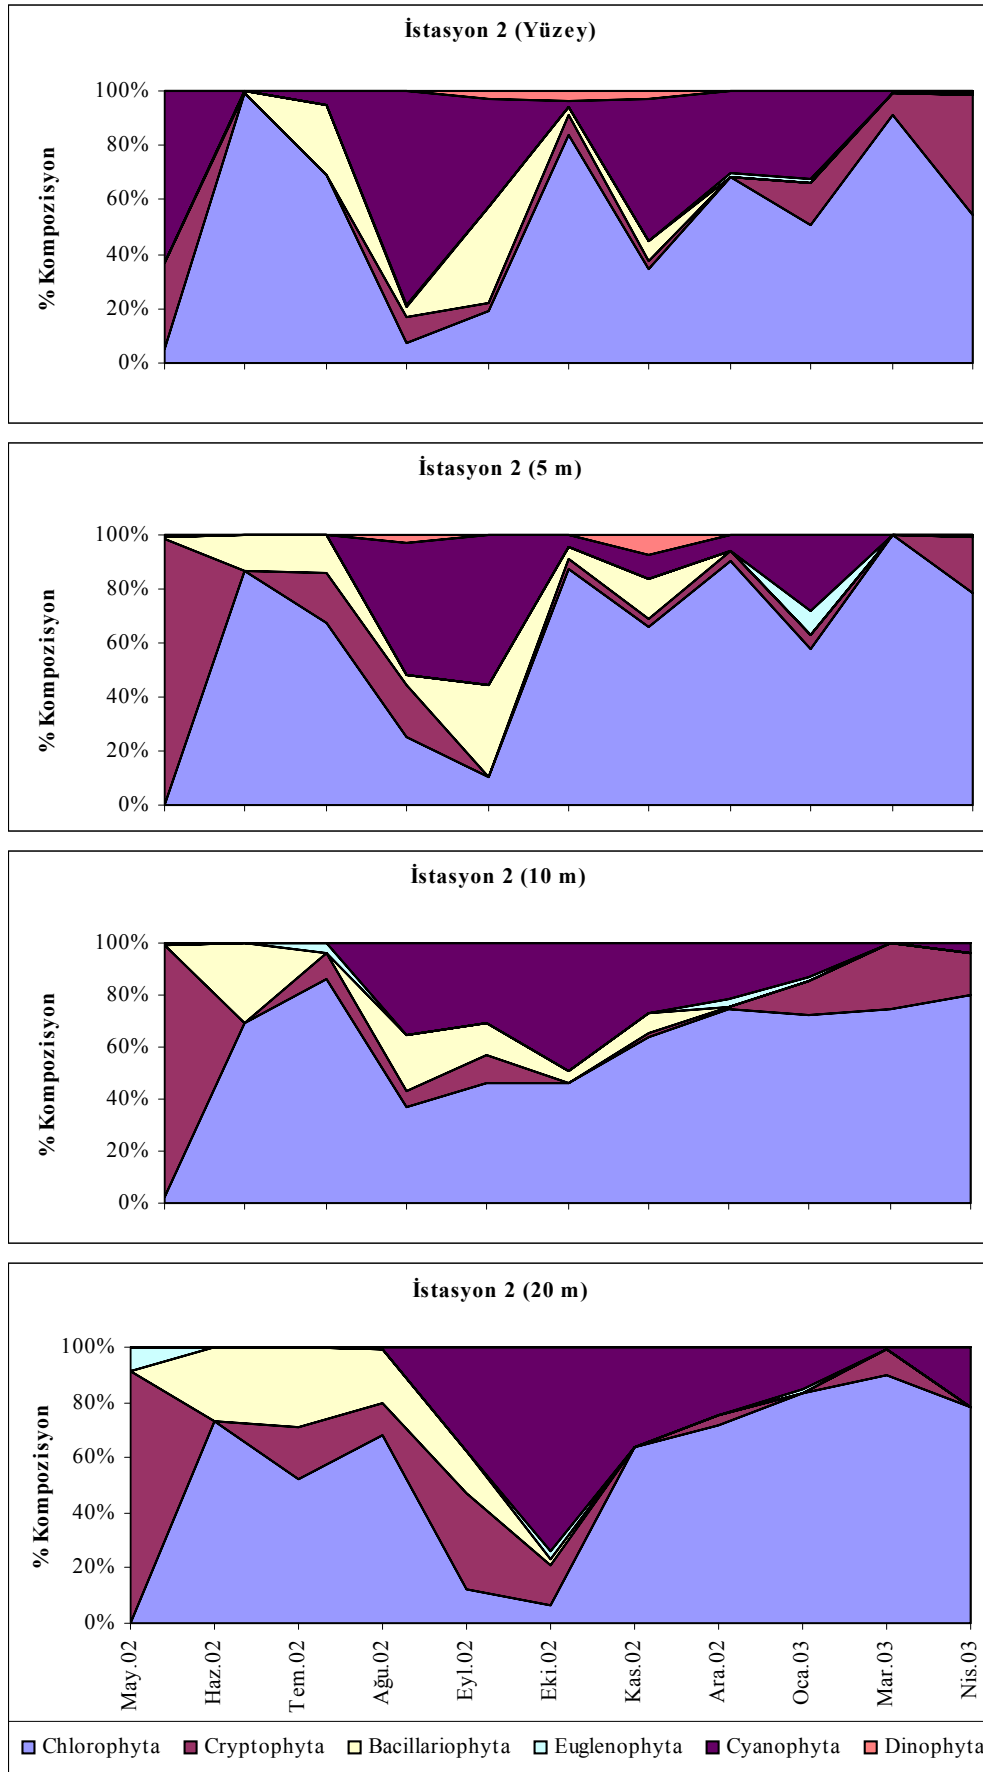 İstasyon 2 (Yüzey)
% Kompozisyon
100%
80%
60%
40%
20%
0%
İstasyon 2 (5 m)
% Kompozisyon
100%
80%
60%
40%
20%
0%
İstasyon 2 (10 m)
% Kompozisyon
100%
80%
60%
40%
20%
0%
İstasyon 2 (20 m)
% Kompozisyon
100%
80%
60%
40%
20%
0%
May.02 Haz.02 Tem.02 Ağu.02 Eyl.02 Eki.02 Kas.02 Ara.02 Oca.03 Mar.03 Nis.03
Chlorophyta Cryptophyta Bacillariophyta Euglenophyta Cyanophyta Dinophyta